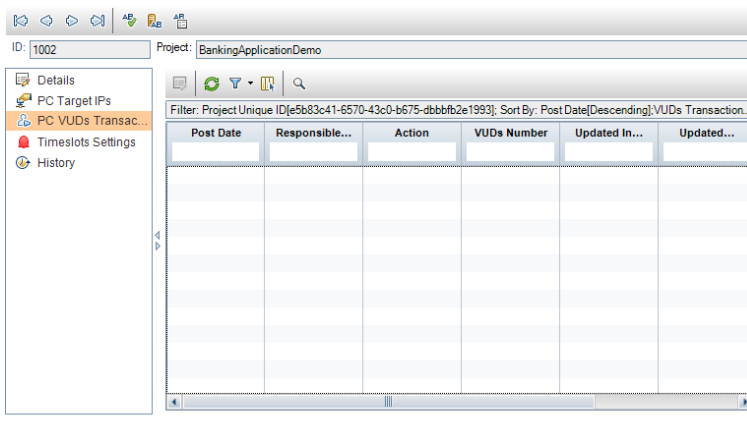 ID: 1002 Project: BankingApplicationDemo
Details
PC Target IPs
PC VUDs Transac...
Timeslots Settings
History
Filter: Project Unique ID[e5b83c41-6570-43c0-b675-dbbbfb2e1993]; Sort By: Post Date[Descending];VUDs Transaction...
Post Date Responsible... Action VUDs Number Updated In... Updated...